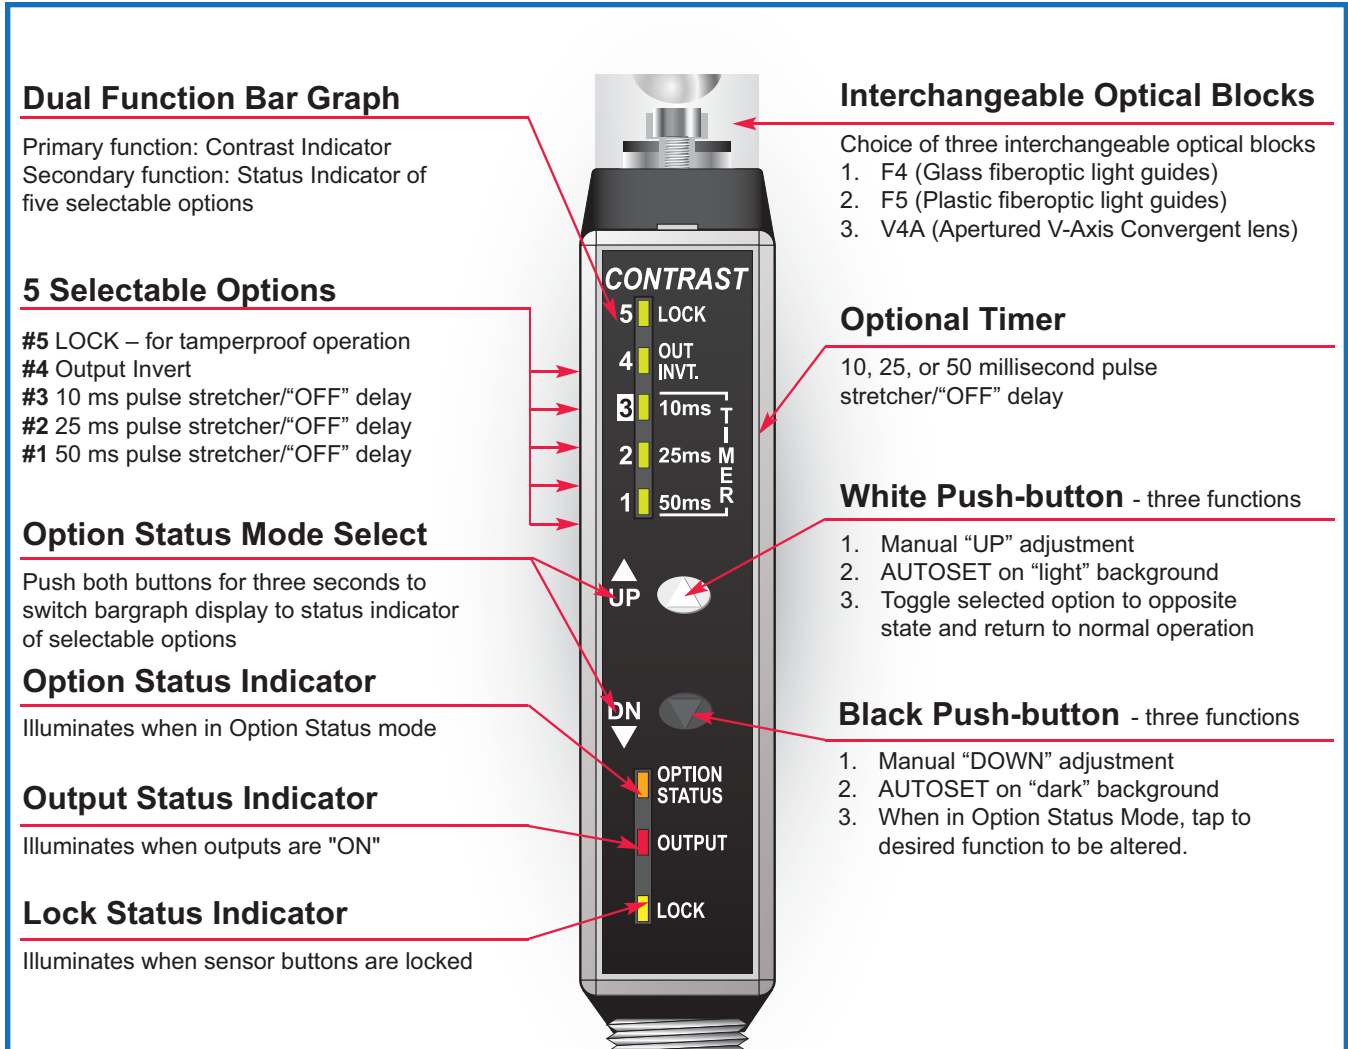 Dual Function Bar Graph
Primary function: Contrast Indicator
Secondary function: Status Indicator of
five selectable options
5 Selectable Options
#5 LOCK – for tamperproof operation
#4 Output Invert
#3 10 ms pulse stretcher/“OFF” delay
#2 25 ms pulse stretcher/“OFF” delay
#1 50 ms pulse stretcher/“OFF” delay
Option Status Mode Select
Push both buttons for three seconds to
switch bargraph display to status indicator
of selectable options
Option Status Indicator
Illuminates when in Option Status mode
Output Status Indicator
Illuminates when outputs are "ON"
Lock Status Indicator
Illuminates when sensor buttons are locked
CONTRAST
5 LOCK
4 OUT
INVT.
3 10ms
2 25ms
1 50ms
TIMER
UP
DN
OPTION
STATUS
OUTPUT
LOCK
Interchangeable Optical Blocks
Choice of three interchangeable optical blocks
1. F4 (Glass fiberoptic light guides)
2. F5 (Plastic fiberoptic light guides)
3. V4A (Apertured V-Axis Convergent lens)
Optional Timer
10, 25, or 50 millisecond pulse
stretcher/“OFF” delay
White Push-button - three functions
1. Manual “UP” adjustment
2. AUTOSET on “light” background
3. Toggle selected option to opposite
state and return to normal operation
Black Push-button - three functions
1. Manual “DOWN” adjustment
2. AUTOSET on “dark” background
3. When in Option Status Mode, tap to
desired function to be altered.